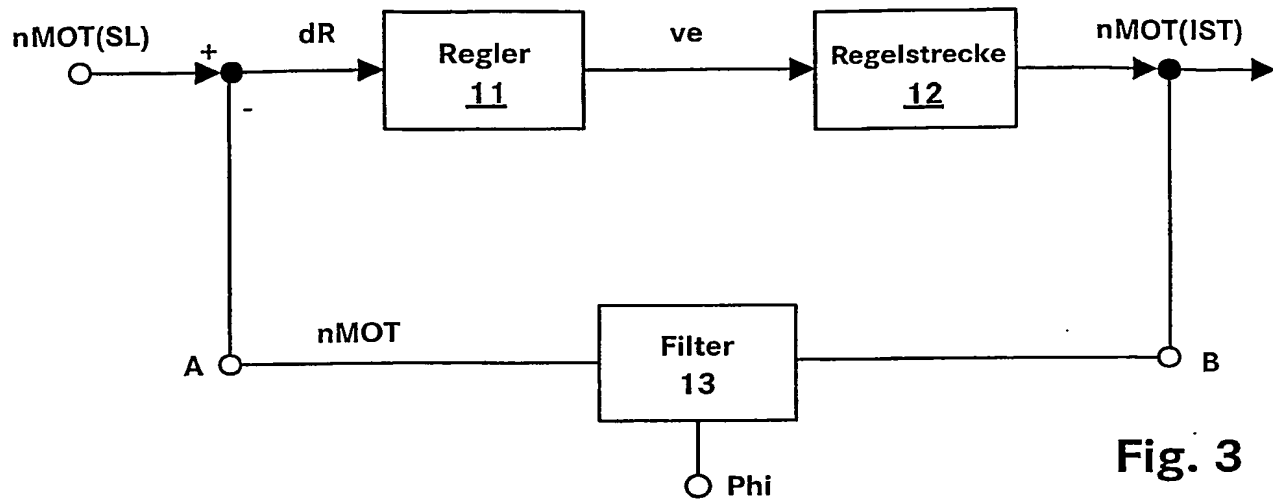 nMOT(SL)
+
-
dR
Regler
11
ve
Regelstrecke
12
nMOT(IST)
A
nMOT
Filter
13
B
Phi
Fig. 3